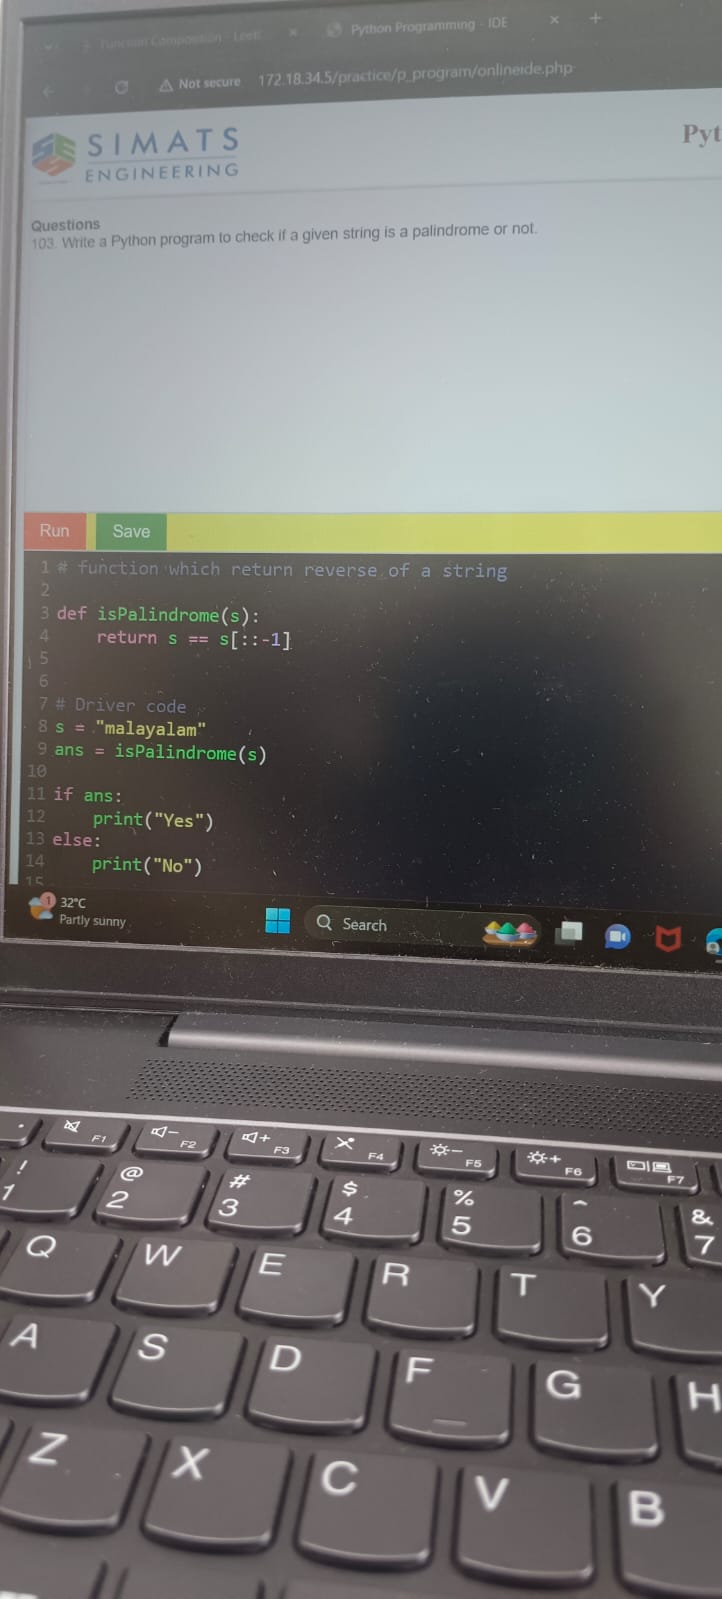 Function Composition - Leet
Python Programming - IDE
Not secure 172.18.34.5/practice/p_program/onlineide.php
SIMATS
ENGINEERING
Pyt
Questions
103. Write a Python program to check if a given string is a palindrome or not.
Run Save
1 # function which return reverse of a string
2
3 def isPalindrome(s):
4 return s == s[::-1]
5
6
7 # Driver code
8 s = "malayalam"
9 ans = isPalindrome(s)
10
11 if ans:
12 print("Yes")
13 else:
14 print("No")
15
1
32°C
Partly sunny
Search
F1 F2 F3 F4 F5 F6 F7
! @ # $ % ^ &
1 2 3 4 5 6 7
Q W E R T Y
A S D F G H
Z X C V B